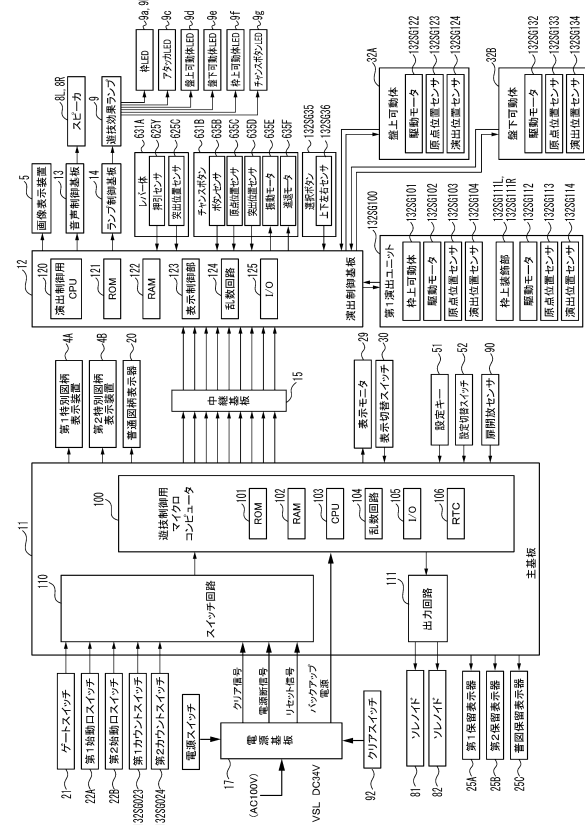 11
主基板
100
遊技制御用
マイクロ
コンピュータ
101
ROM
102
RAM
103
CPU
104
乱数回路
105
I/O
106
RTC
110
スイッチ回路
111
出力回路
21
ゲートスイッチ
22A
第1始動口スイッチ
22B
第2始動口スイッチ
32SG023
第1カウントスイッチ
32SG024
第2カウントスイッチ
電源スイッチ
クリア信号
電源断信号
リセット信号
バックアップ
電源
17
電源
基板
(AC100V)
VSL DC34V
92
クリアスイッチ
81
ソレノイド
82
ソレノイド
25A
第1保留表示器
25B
第2保留表示器
25C
普図保留表示器
第1特別図柄
表示装置
4A
第2特別図柄
表示装置
4B
普通図柄表示器
20
中継
基板
15
表示モニタ
29
表示切替スイッチ
30
設定キー
51
設定切替スイッチ
52
扉開放センサ
90
12
演出制御基板
120
演出制御用
CPU
121
ROM
122
RAM
123
表示制御部
124
乱数回路
125
I/O
画像表示装置
5
音声制御基板
13
ランプ制御基板
14
スピーカ
8L, 8R
遊技効果ランプ
9
枠LED
9a, 9
アタッカLED
9c
盤上可動体LED
9d
盤下可動体LED
9e
枠上可動体LED
9f
チャンスボタンLED
9g
レバー体
631A
押引センサ
625Y
突出位置センサ
625C
チャンスボタン
631B
ボタンセンサ
635B
原点位置センサ
635C
突出位置センサ
635D
振動モータ
635E
進退モータ
635F
選択ボタン
132SG35
上下左右センサ
132SG36
132SG100
第1演出ユニット
枠上可動体
132SG101
駆動モータ
132SG102
原点位置センサ
132SG103
演出位置センサ
132SG104
枠上装飾部
132SG111L
132SG111R
駆動モータ
132SG112
原点位置センサ
132SG113
演出位置センサ
132SG114
32A
盤上可動体
駆動モータ
132SG122
原点位置センサ
132SG123
演出位置センサ
132SG124
32B
盤下可動体
駆動モータ
132SG132
原点位置センサ
132SG133
演出位置センサ
132SG134